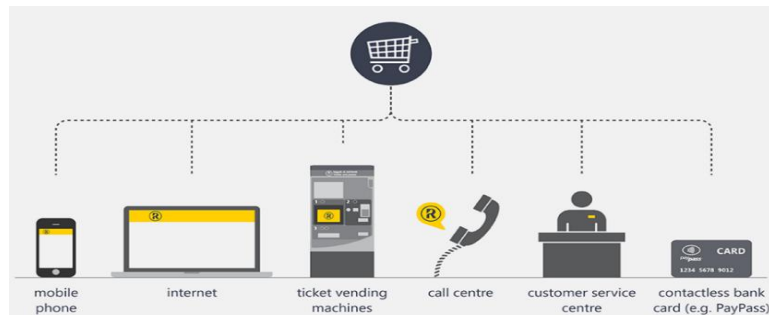 R
R
R
PayPass
CARD
1234 5678 9012
mobile
phone
internet
ticket vending
machines
call centre
customer service
centre
contactless bank
card (e.g. PayPass)